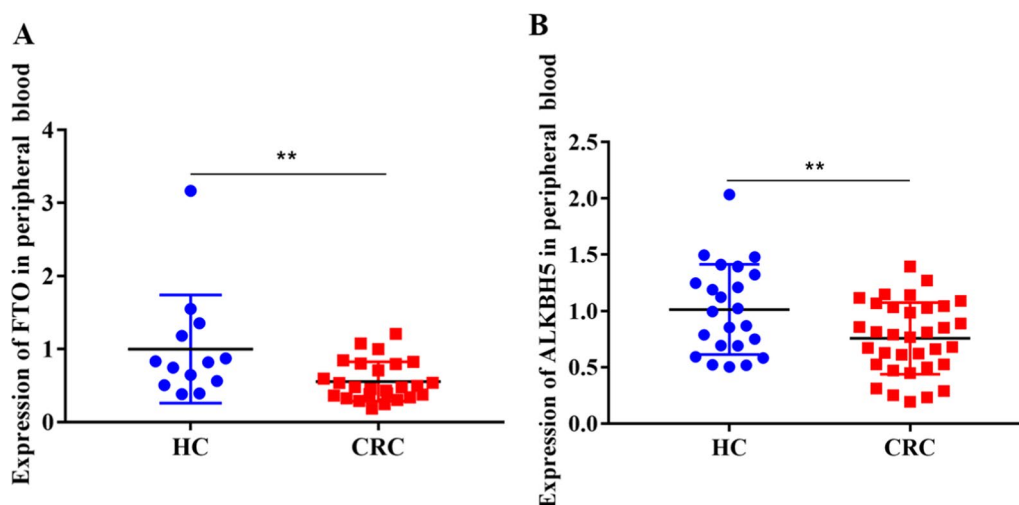 A
Expression of FTO in peripheral blood
4
3
2
1
0
**
HC
CRC
B
Expression of ALKBH5 in peripheral blood
2.5
2.0
1.5
1.0
0.5
0.0
**
HC
CRC